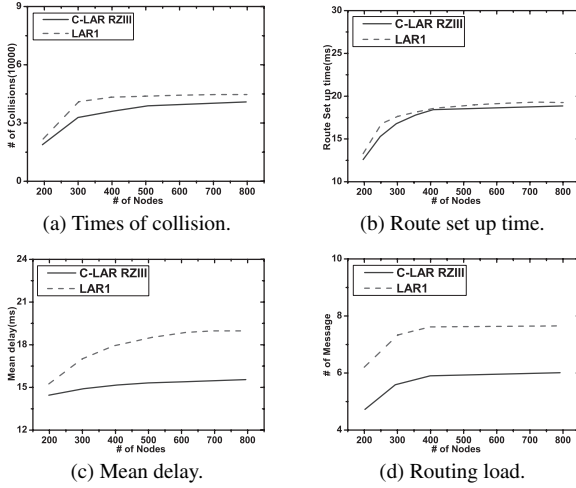 C-LAR RZIII
LAR1
# of Collisions(10000)
9
6
3
0
200 300 400 500 600 700 800
# of Nodes
(a) Times of collision.
C-LAR RZIII
LAR1
Route Set up time(ms)
30
25
20
15
10
200 300 400 500 600 700 800
# of Nodes
(b) Route set up time.
C-LAR RZIII
LAR1
Mean delay(ms)
24
21
18
15
12
200 300 400 500 600 700 800
# of Nodes
(c) Mean delay.
C-LAR RZIII
LAR1
# of Message
10
8
6
4
200 300 400 500 600 700 800
# of Nodes
(d) Routing load.